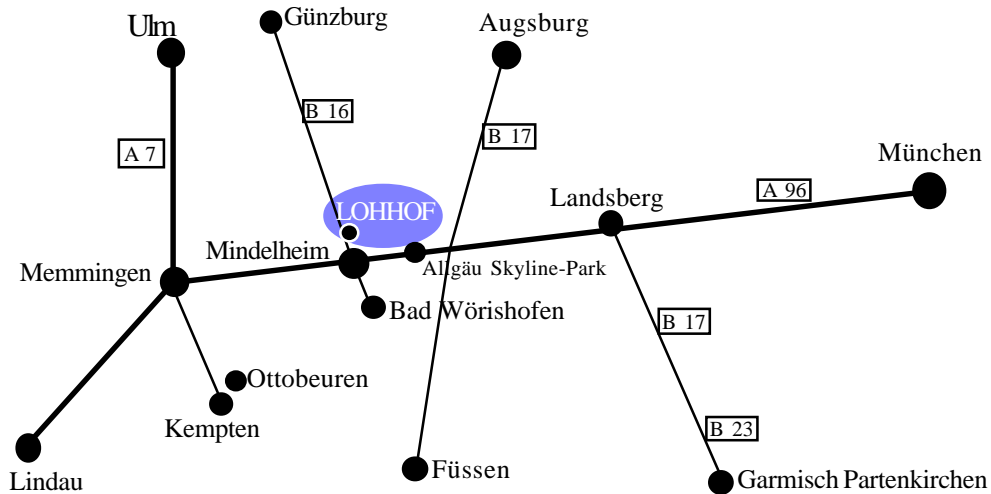 Günzburg
Ulm
Augsburg
B 16
B 17
A 7
München
A 96
Landsberg
LOHHOF
Mindelheim
Allgäu Skyline-Park
Memmingen
Bad Wörishofen
B 17
Ottobeuren
Kempten
B 23
Füssen
Lindau
Garmisch Partenkirchen